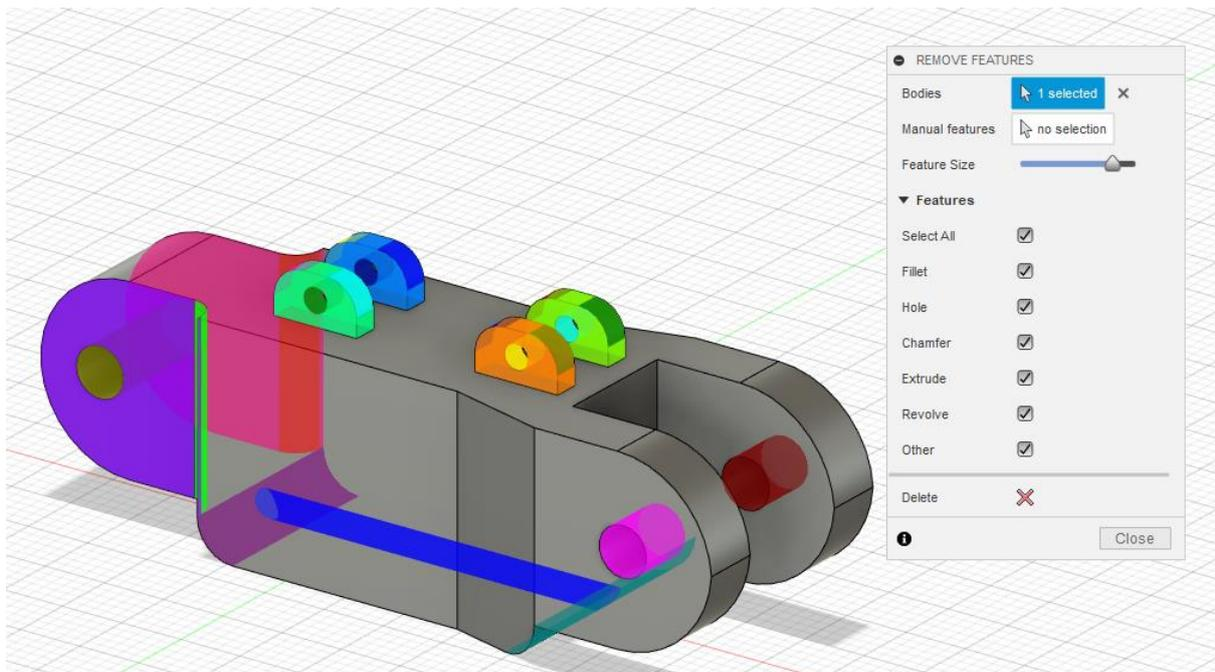 REMOVE FEATURES
Bodies 1 selected
Manual features no selection
Feature Size
Features
Select All
Fillet
Hole
Chamfer
Extrude
Revolve
Other
Delete
Close